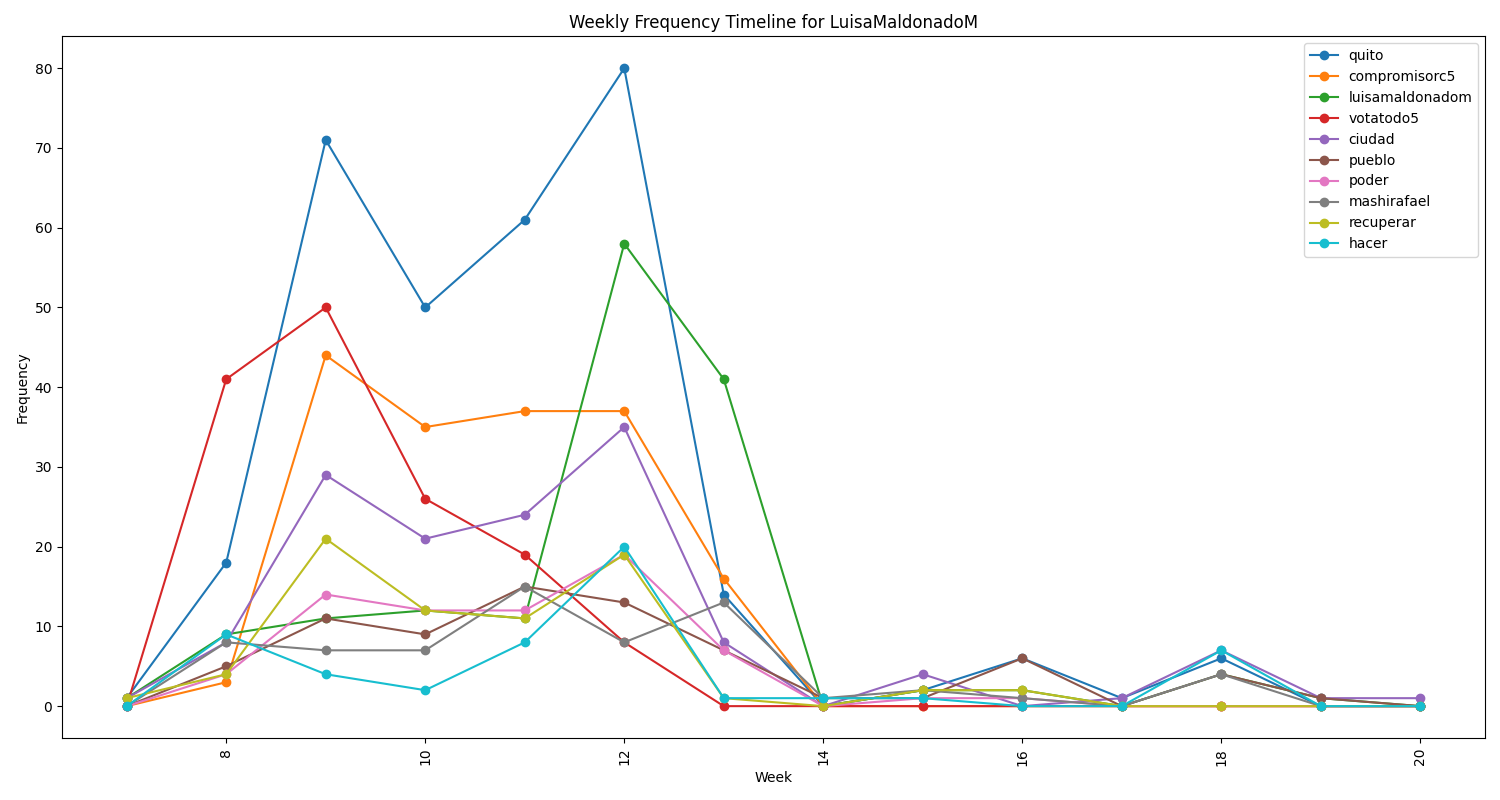 Weekly Frequency Timeline for LuisaMaldonadoM
quito
compromisorc5
luisamaldonadom
votatodo5
ciudad
pueblo
poder
mashirafael
recuperar
hacer
80
70
60
50
40
30
20
10
0
Frequency
8
10
12
14
16
18
20
Week